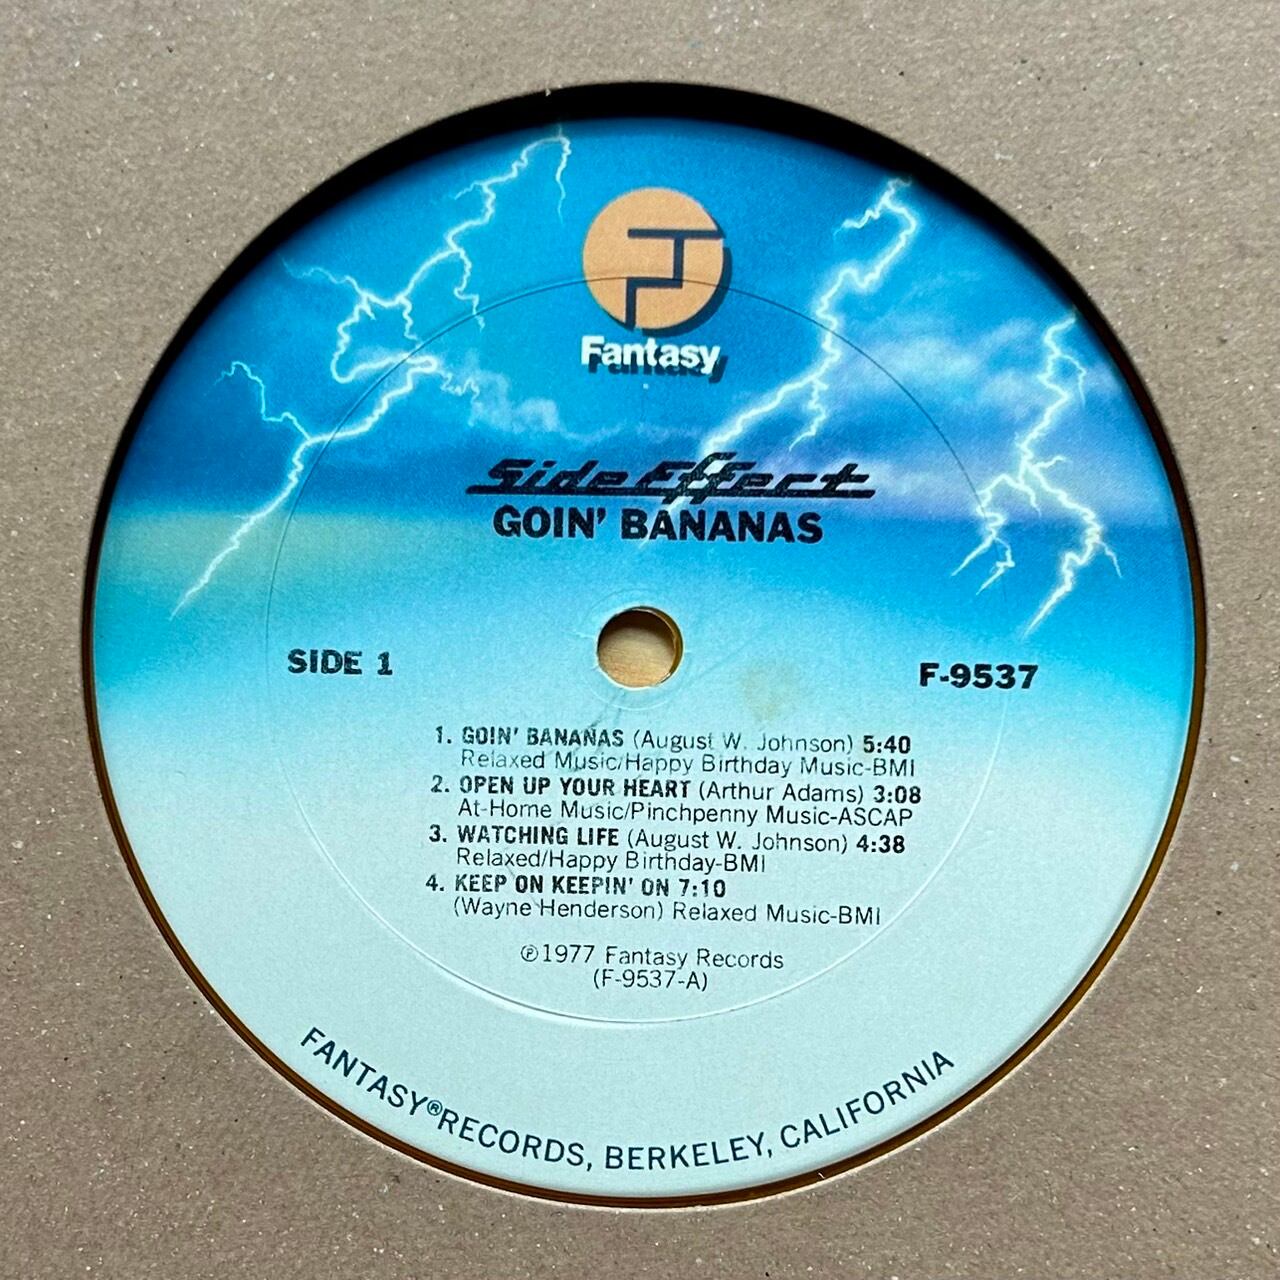 Fantasy
Side Effect
GOIN' BANANAS
SIDE 1
F-9537
1. GOIN' BANANAS (August W. Johnson) 5:40
Relaxed Music/Happy Birthday Music-BMI
2. OPEN UP YOUR HEART (Arthur Adams) 3:08
At-Home Music/Pinchpenny Music-ASCAP
3. WATCHING LIFE (August W. Johnson) 4:38
Relaxed/Happy Birthday-BMI
4. KEEP ON KEEPIN' ON 7:10
(Wayne Henderson) Relaxed Music-BMI
℗1977 Fantasy Records
(F-9537-A)
FANTASY® RECORDS, BERKELEY, CALIFORNIA